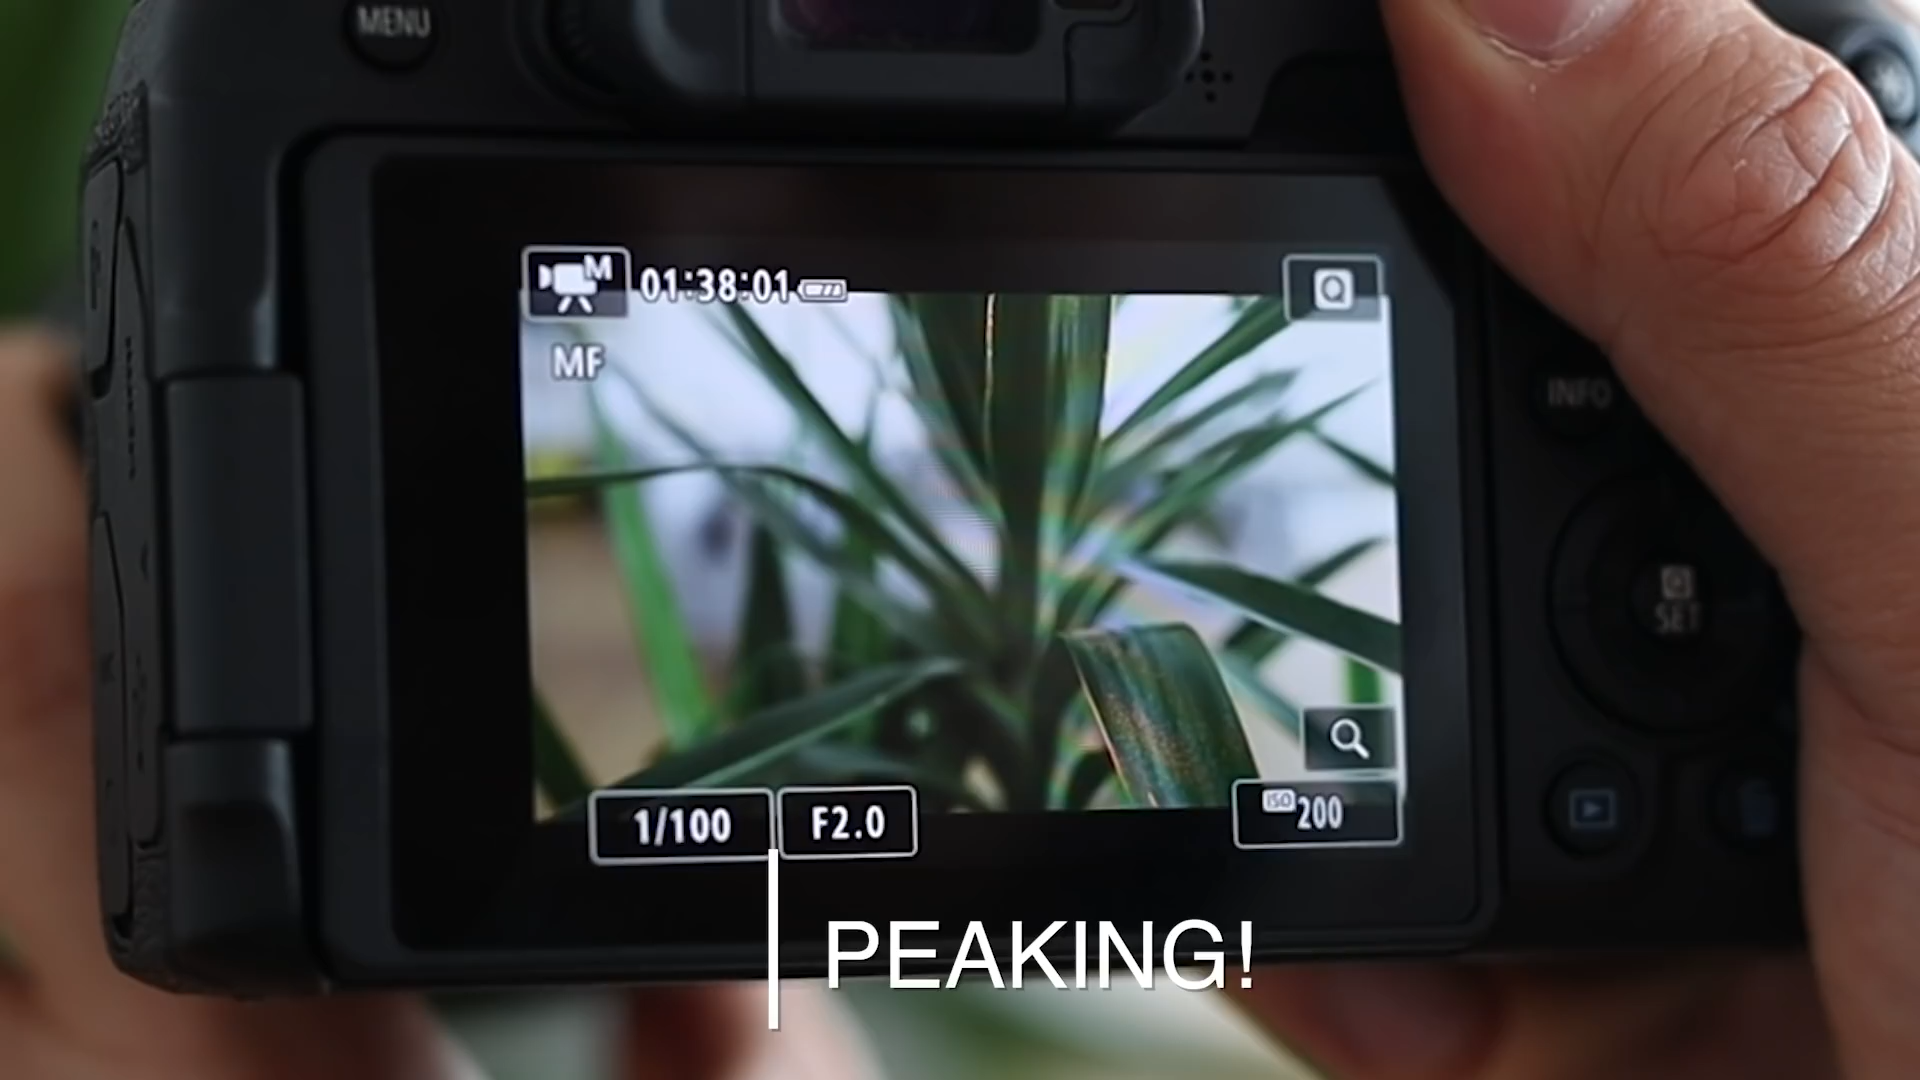 MENU
M
01:38:01
Q
MF
INFO
Q
SET
1/100
F2.0
ISO 200
PEAKING!